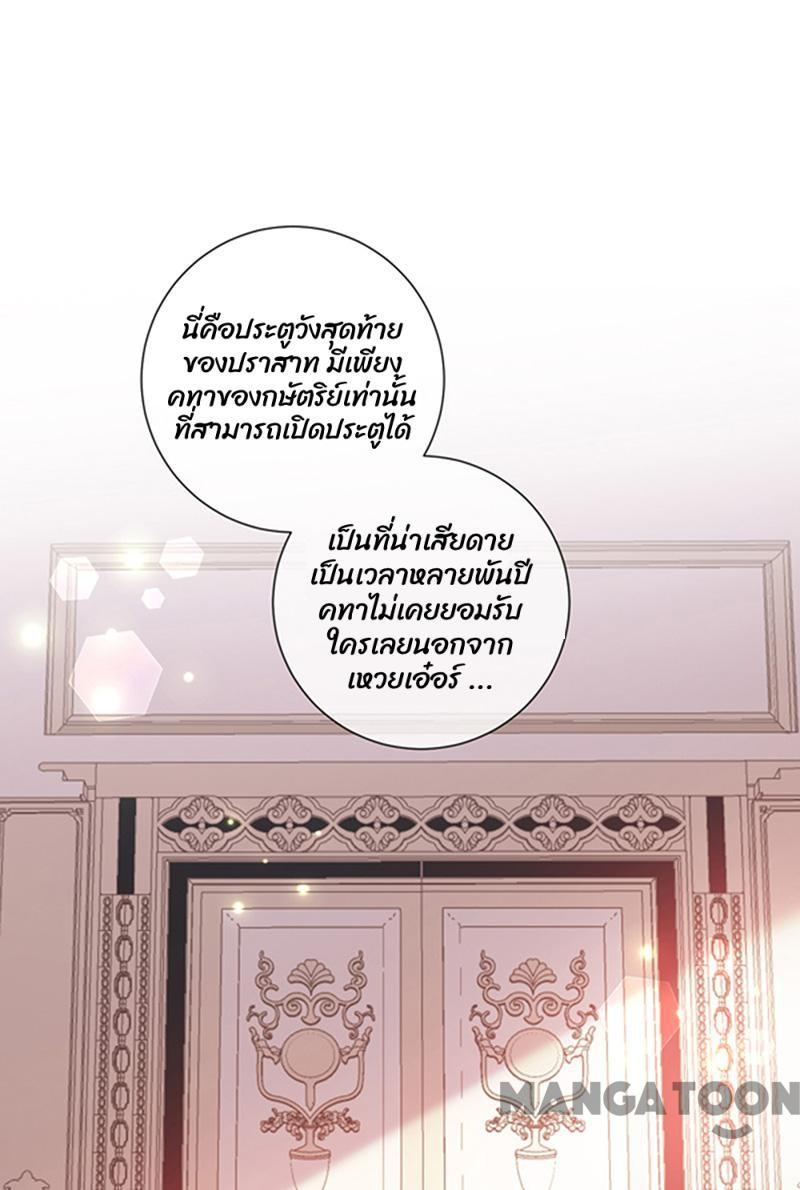 นี่คือประตูวังสุดท้าย
ของปราสาท มีเพียง
คทาของกษัตริย์เท่านั้น
ที่สามารถเปิดประตูได้
เป็นที่น่าเสียดาย
เป็นเวลาหลายพันปี
คทาไม่เคยยอมรับ
ใครเลยนอกจาก
เหวยเอ๋อร์ ...
MANGATOON